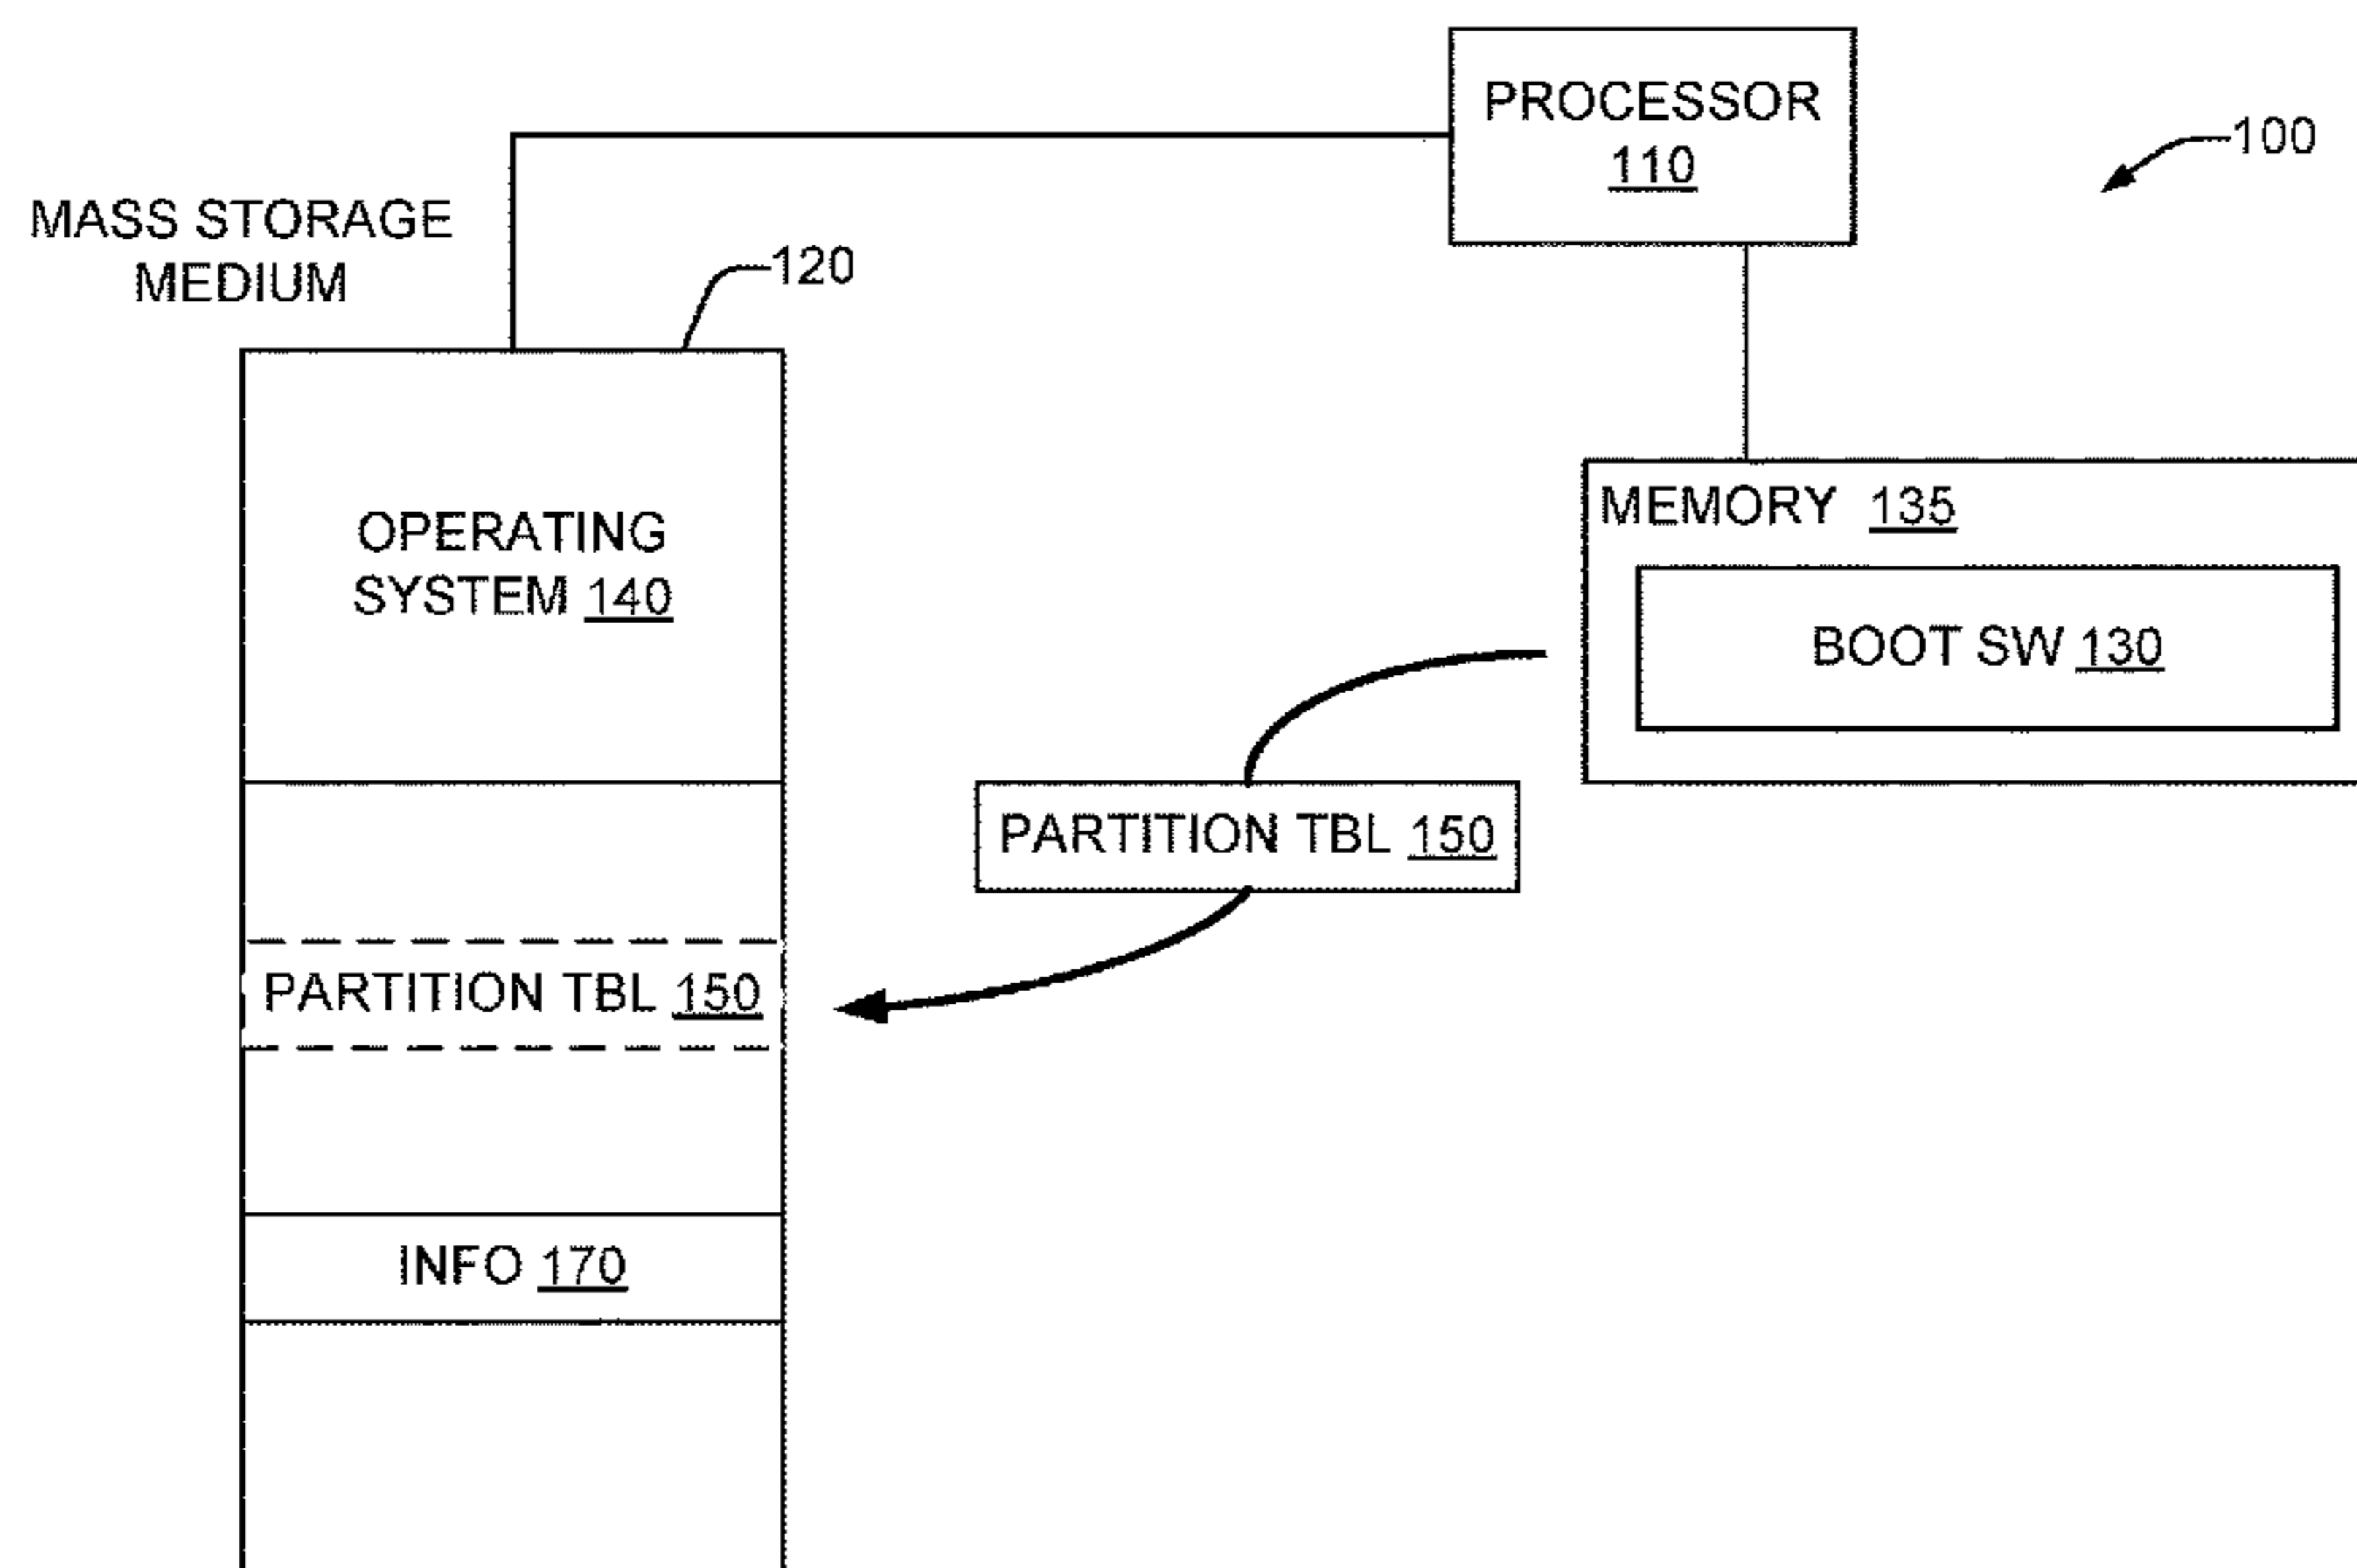 PROCESSOR
110
100
MASS STORAGE
MEDIUM
120
OPERATING
SYSTEM 140
MEMORY 135
BOOT SW 130
PARTITION TBL 150
PARTITION TBL 150
INFO 170